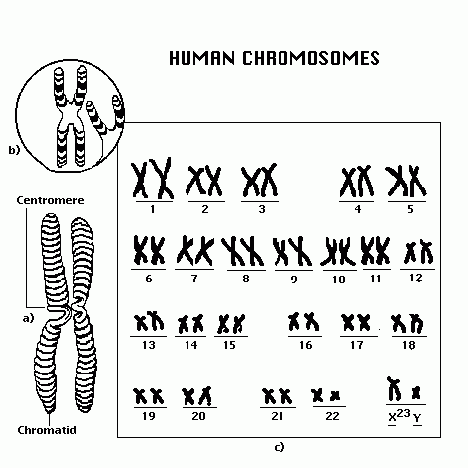 HUMAN CHROMOSOMES
b)
Centromere
1 2 3 4 5
a)
6 7 8 9 10 11 12
13 14 15 16 17 18
19 20 21 22 X 23 Y
Chromatid
c)